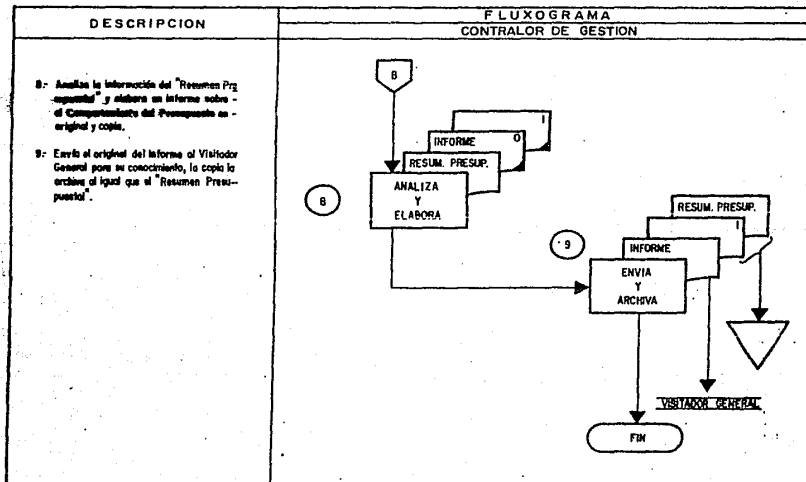 DESCRIPCION
FLUXOGRAMA
CONTRALOR DE GESTION
8.- Analiza la información del "Resumen Pre
supuestal" y elabora un informe sobre -
el Comportamiento del Presupuesto en -
original y copia.
9.- Envía el original del informe al Visitador
General para su conocimiento, la copia la
archiva al igual que el "Resumen Presu--
puestal".
B
1
INFORME O
RESUM. PRESUP.
8
ANALIZA
Y
ELABORA
RESUM. PRESUP.
1
9
INFORME
ENVIA
Y
ARCHIVA
VISITADOR GENERAL
FIN